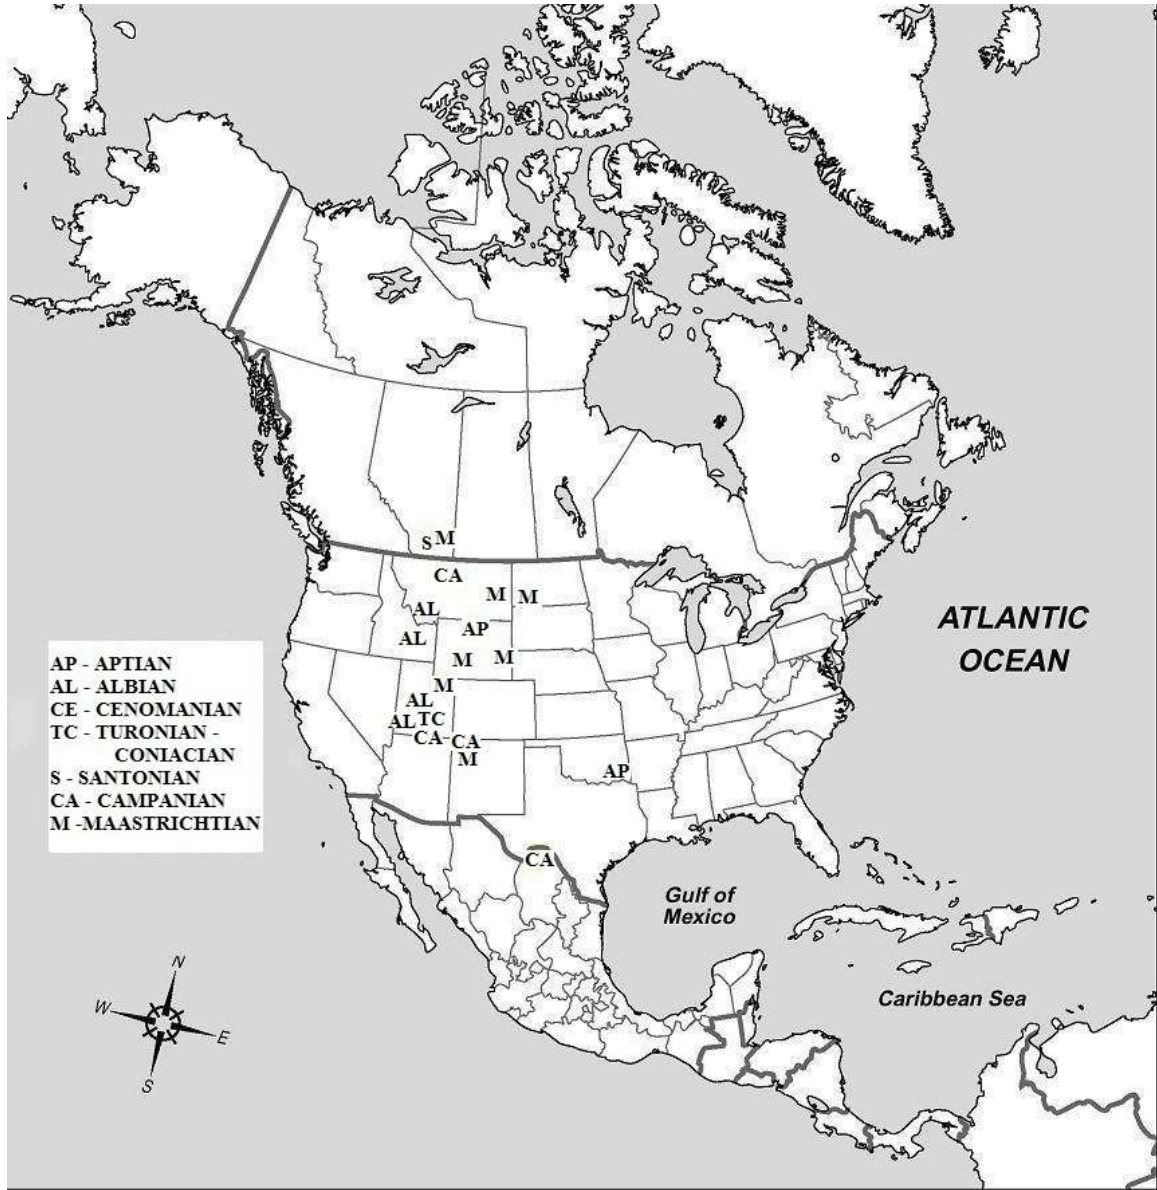 S M
CA
M M
AL
AP
AL
M M
M
AL
AL TC
CA CA
M
AP
CA
ATLANTIC
OCEAN
AP - APTIAN
AL - ALBIAN
CE - CENOMANIAN
TC - TURONIAN -
CONIACIAN
S - SANTONIAN
CA - CAMPANIAN
M -MAASTRICHTIAN
Gulf of
Mexico
Caribbean Sea
N
W
E
S